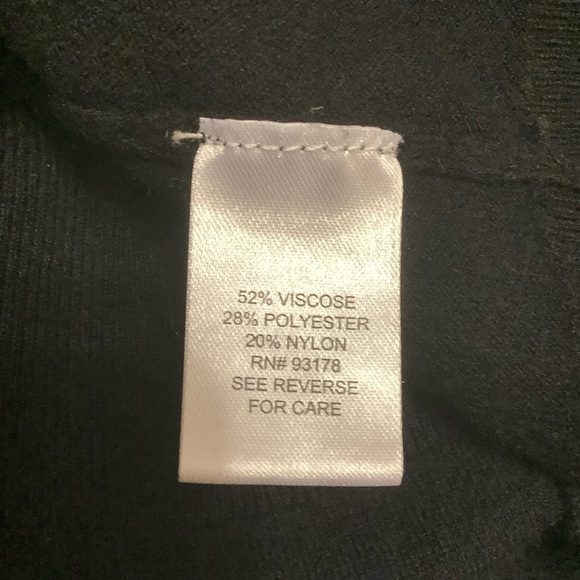 52% VISCOSE
28% POLYESTER
20% NYLON
RN# 93178
SEE REVERSE
FOR CARE